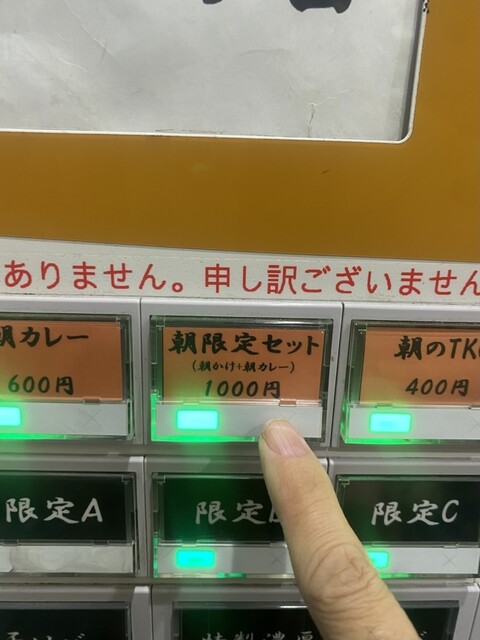 ありません。申し訳ございません
朝カレー
600円
朝限定セット
(朝かけ+朝カレー)
1000円
朝のTK
400円
限定A
限定
限定C